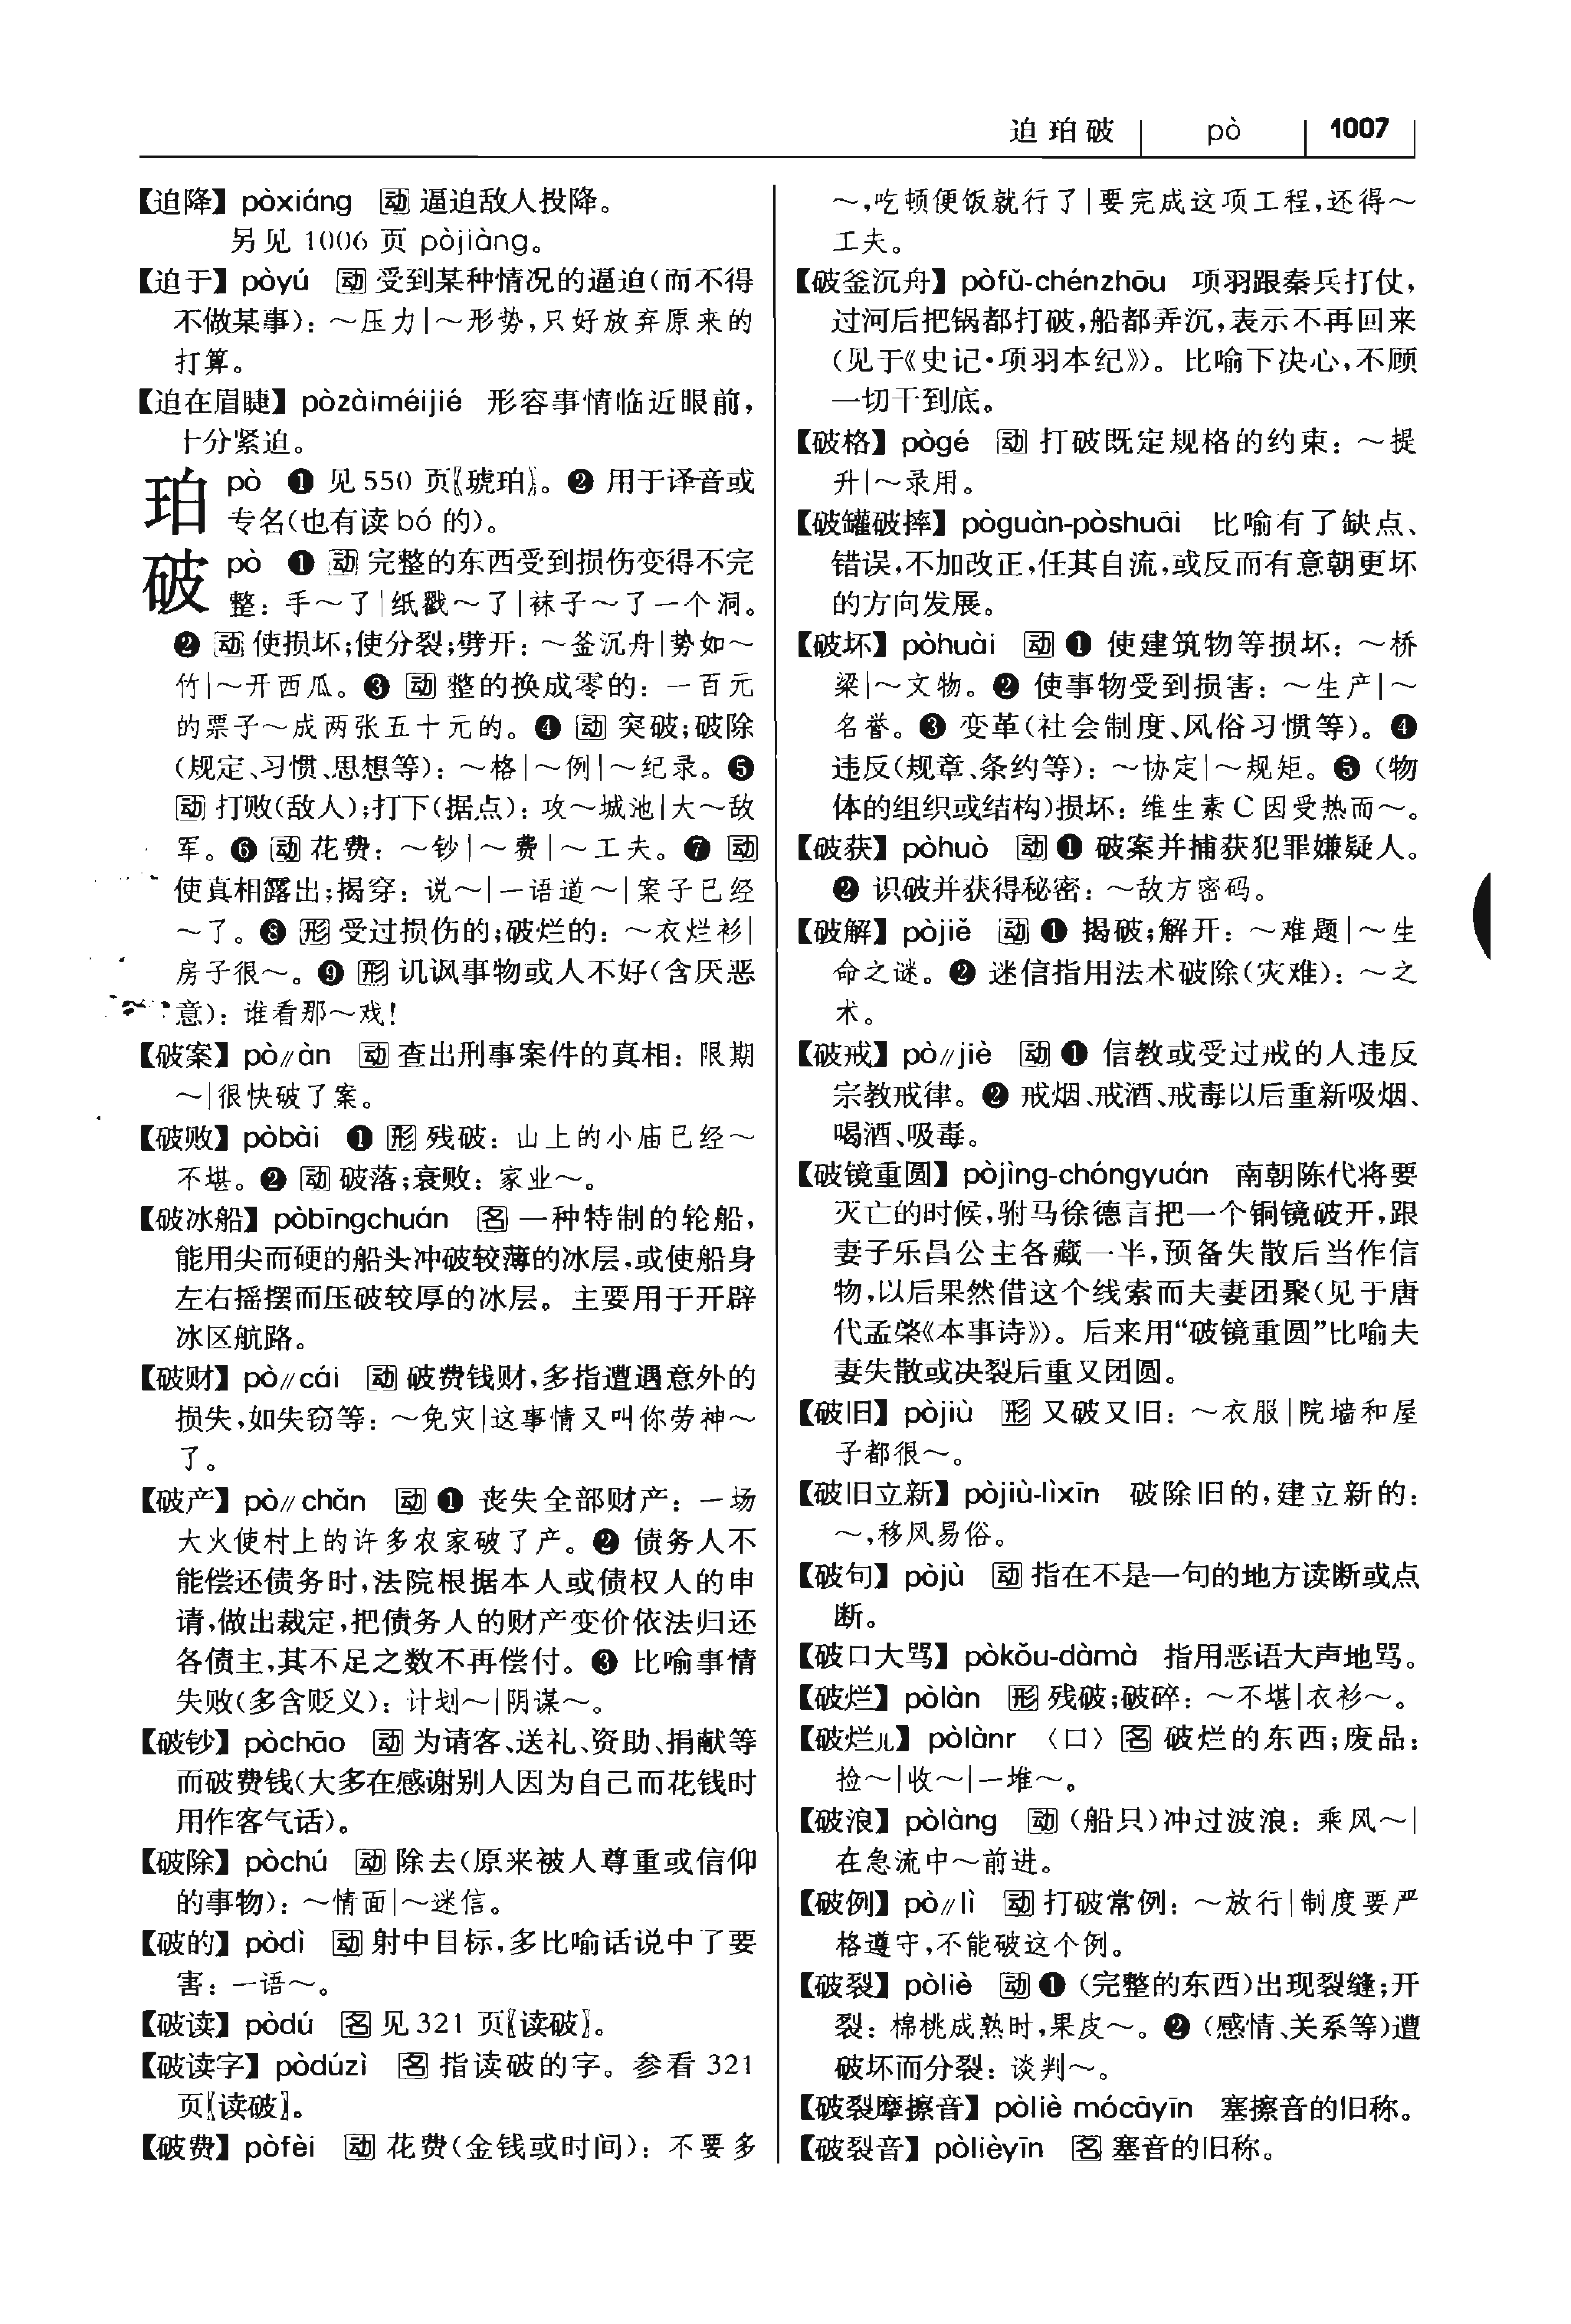 迫珀破 pò 1007
【迫降】pòxiáng 动 逼迫敌人投降。
另见 1006 页 pòjiàng。
【迫于】pòyú 动 受到某种情况的逼迫(而不得
不做某事)：～压力|～形势,只好放弃原来的
打算。
【迫在眉睫】pòzàiméijié 形容事情临近眼前,
十分紧迫。
珀 pò ❶ 见 550 页〖琥珀〗。❷ 用于译音或
专名(也有读 bó 的)。
破 pò ❶ 动 完整的东西受到损伤变得不完
整：手～了|纸戳～了|袜子～了一个洞。
❷ 动 使损坏;使分裂;劈开：～釜沉舟|势如～
竹|～开西瓜。❸ 动 整的换成零的：一百元
的票子～成两张五十元的。❹ 动 突破;破除
(规定、习惯、思想等)：～格|～例|～纪录。❺
动 打败(敌人);打下(据点)：攻～城池|大～敌
军。❻ 动 花费：～钞|～费|～工夫。❼ 动
使真相露出;揭穿：说～|一语道～|案子已经
～了。❽ 形 受过损伤的;破烂的：～衣烂衫|
房子很～。❾ 形 讥讽事物或人不好(含厌恶
意)：谁看那～戏!
【破案】pò//àn 动 查出刑事案件的真相：限期
～|很快破了案。
【破败】pòbài ❶ 形 残破：山上的小庙已经～
不堪。❷ 动 破落;衰败：家业～。
【破冰船】pòbīngchuán 名 一种特制的轮船,
能用尖而硬的船头冲破较薄的冰层,或使船身
左右摇摆而压破较厚的冰层。主要用于开辟
冰区航路。
【破财】pò//cái 动 破费钱财,多指遭遇意外的
损失,如失窃等：～免灾|这事情又叫你劳神～
了。
【破产】pò//chǎn 动 ❶ 丧失全部财产：一场
大火使村上的许多农家破了产。❷ 债务人不
能偿还债务时,法院根据本人或债权人的申
请,做出裁定,把债务人的财产变价依法归还
各债主,其不足之数不再偿付。❸ 比喻事情
失败(多含贬义)：计划～|阴谋～。
【破钞】pòchāo 动 为请客、送礼、资助、捐献等
而破费钱(大多在感谢别人因为自己而花钱时
用作客气话)。
【破除】pòchú 动 除去(原来被人尊重或信仰
的事物)：～情面|～迷信。
【破的】pòdì 动 射中目标,多比喻话说中了要
害：一语～。
【破读】pòdú 名 见 321 页〖读破〗。
【破读字】pòdúzì 名 指读破的字。参看 321
页〖读破〗。
【破费】pòfèi 动 花费(金钱或时间)：不要多
～,吃顿便饭就行了|要完成这项工程,还得～
工夫。
【破釜沉舟】pòfǔ-chénzhōu 项羽跟秦兵打仗,
过河后把锅都打破,船都弄沉,表示不再回来
(见于《史记·项羽本纪》)。比喻下决心,不顾
一切干到底。
【破格】pògé 动 打破既定规格的约束：～提
升|～录用。
【破罐破摔】pòguàn-pòshuāi 比喻有了缺点、
错误,不加改正,任其自流,或反而有意朝更坏
的方向发展。
【破坏】pòhuài 动 ❶ 使建筑物等损坏：～桥
梁|～文物。❷ 使事物受到损害：～生产|～
名誉。❸ 变革(社会制度、风俗习惯等)。❹
违反(规章、条约等)：～协定|～规矩。❺ (物
体的组织或结构)损坏：维生素C因受热而～。
【破获】pòhuò 动 ❶ 破案并捕获犯罪嫌疑人。
❷ 识破并获得秘密：～敌方密码。
【破解】pòjiě 动 ❶ 揭破;解开：～难题|～生
命之谜。❷ 迷信指用法术破除(灾难)：～之
术。
【破戒】pò//jiè 动 ❶ 信教或受过戒的人违反
宗教戒律。❷ 戒烟、戒酒、戒毒以后重新吸烟、
喝酒、吸毒。
【破镜重圆】pòjìng-chóngyuán 南朝陈代将要
灭亡的时候,驸马徐德言把一个铜镜破开,跟
妻子乐昌公主各藏一半,预备失散后当作信
物,以后果然借这个线索而夫妻团聚(见于唐
代孟棨《本事诗》)。后来用“破镜重圆”比喻夫
妻失散或决裂后重又团圆。
【破旧】pòjiù 形 又破又旧：～衣服|院墙和屋
子都很～。
【破旧立新】pòjiù-lìxīn 破除旧的,建立新的：
～,移风易俗。
【破句】pòjù 动 指在不是一句的地方读断或点
断。
【破口大骂】pòkǒu-dàmà 指用恶语大声地骂。
【破烂】pòlàn 形 残破;破碎：～不堪|衣衫～。
【破烂儿】pòlànr 〈口〉名 破烂的东西;废品：
捡～|收～|一堆～。
【破浪】pòlàng 动 (船只)冲过波浪：乘风～|
在急流中～前进。
【破例】pò//lì 动 打破常例：～放行|制度要严
格遵守,不能破这个例。
【破裂】pòliè 动 ❶ (完整的东西)出现裂缝;开
裂：棉桃成熟时,果皮～。❷ (感情、关系等)遭
破坏而分裂：谈判～。
【破裂摩擦音】pòliè mócāyīn 塞擦音的旧称。
【破裂音】pòlièyīn 名 塞音的旧称。